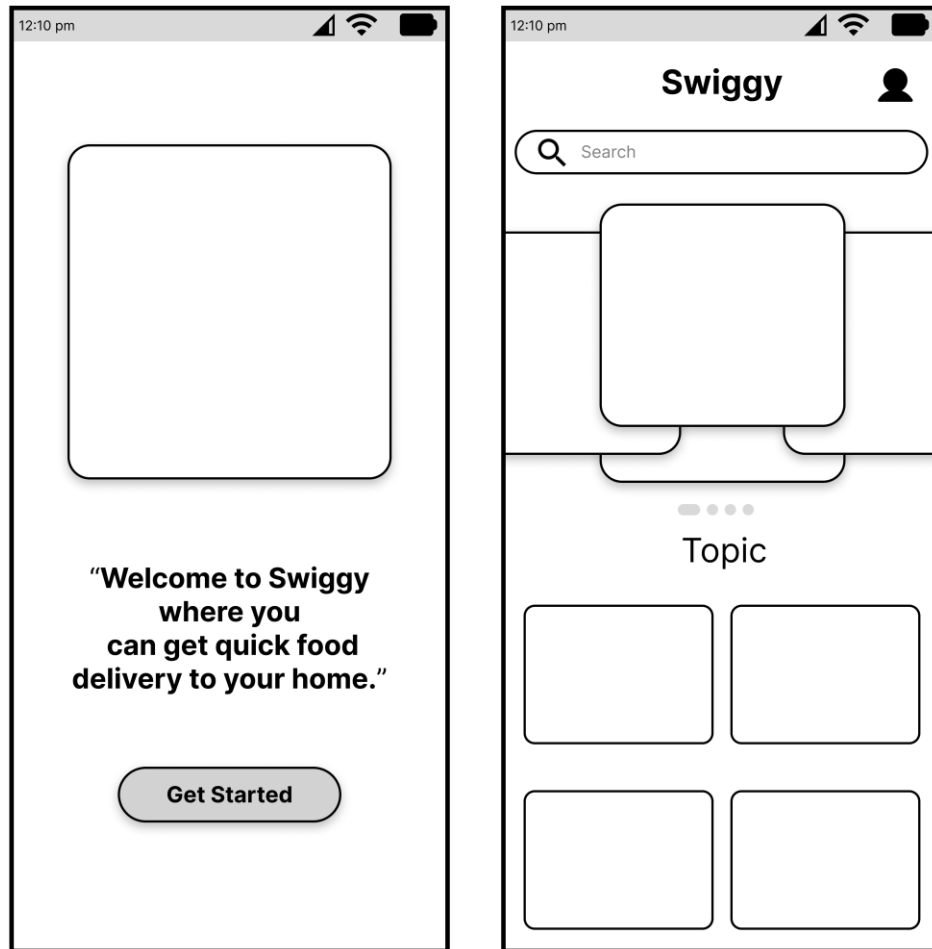 12:10 pm
“Welcome to Swiggy
where you
can get quick food
delivery to your home.”
Get Started
12:10 pm
Swiggy
Search
Topic